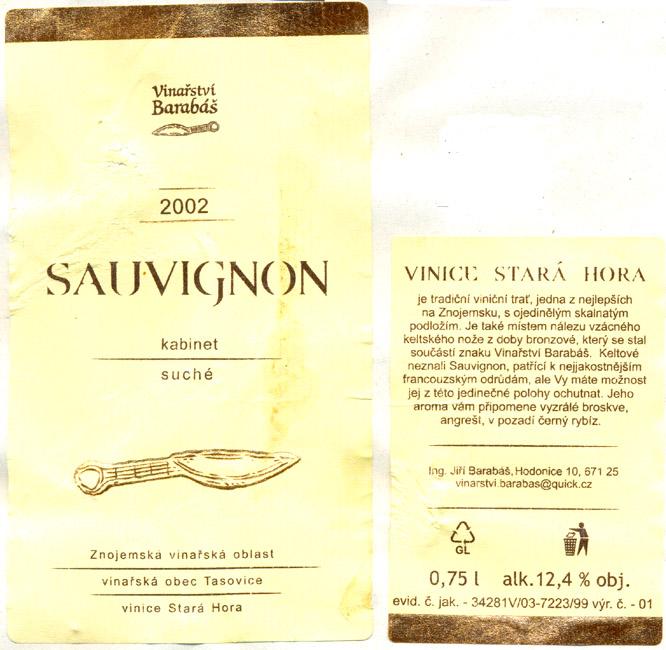 Vinařství
Barabáš
2002
SAUVIGNON
kabinet
suché
Znojemská vinařská oblast
vinařská obec Tasovice
vinice Stará Hora
VINICE STARÁ HORA
je tradiční viniční trať, jedna z nejlepších
na Znojemsku, s ojedinělým skalnatým
podložím. Je také místem nálezu vzácného
keltského nože z doby bronzové, který se stal
součástí znaku Vinařství Barabáš. Keltové
neznali Sauvignon, patřící k nejjakostnějším
francouzským odrůdám, ale Vy máte možnost
jej z této jedinečné polohy ochutnat. Jeho
aroma vám připomene vyzrálé broskve,
angrešt, v pozadí černý rybíz.
Ing. Jiří Barabáš, Hodonice 10, 671 25
vinarstvi.barabas@quick.cz
GL
0,75 l alk.12,4 % obj.
evid. č. jak. - 34281V/03-7223/99 výr. č. - 01